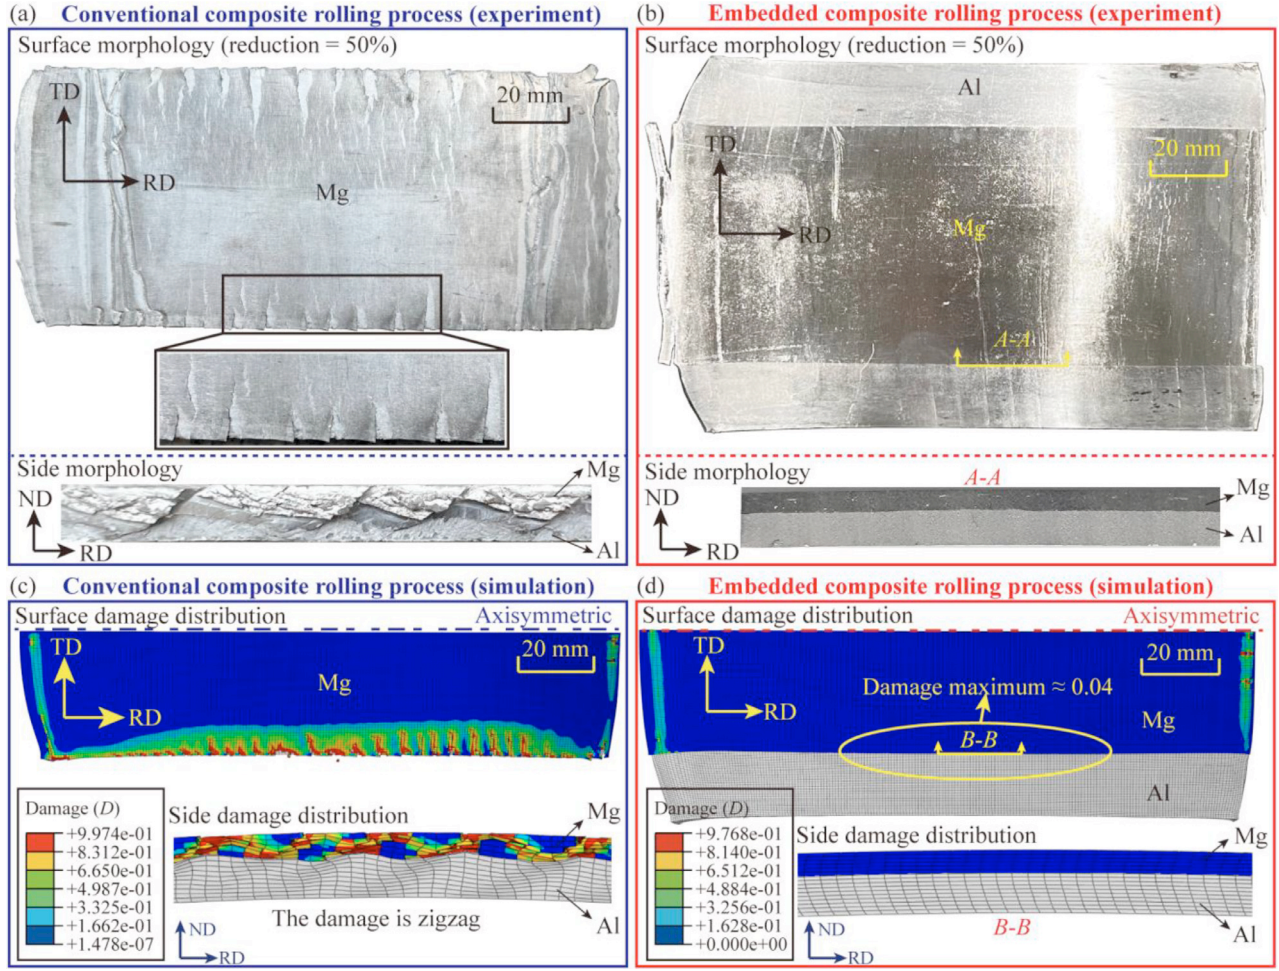 (a) Conventional composite rolling process (experiment)
Surface morphology (reduction = 50%)
TD
20 mm
RD
Mg
Side morphology
Mg
ND
RD
Al
(b) Embedded composite rolling process (experiment)
Surface morphology (reduction = 50%)
Al
TD
20 mm
Mg
RD
A-A
Side morphology
A-A
ND
Mg
Al
RD
(c) Conventional composite rolling process (simulation)
Surface damage distribution
Axisymmetric
TD
20 mm
Mg
RD
Damage (D)
+9.974e-01
+8.312e-01
+6.650e-01
+4.987e-01
+3.325e-01
+1.662e-01
+1.478e-07
Side damage distribution
Mg
The damage is zigzag
Al
ND
RD
(d) Embedded composite rolling process (simulation)
Surface damage distribution
Axisymmetric
TD
20 mm
Damage maximum ≈ 0.04
RD
Mg
B-B
Al
Damage (D)
+9.768e-01
+8.140e-01
+6.512e-01
+4.884e-01
+3.256e-01
+1.628e-01
+0.000e+00
Side damage distribution
Mg
Al
B-B
ND
RD